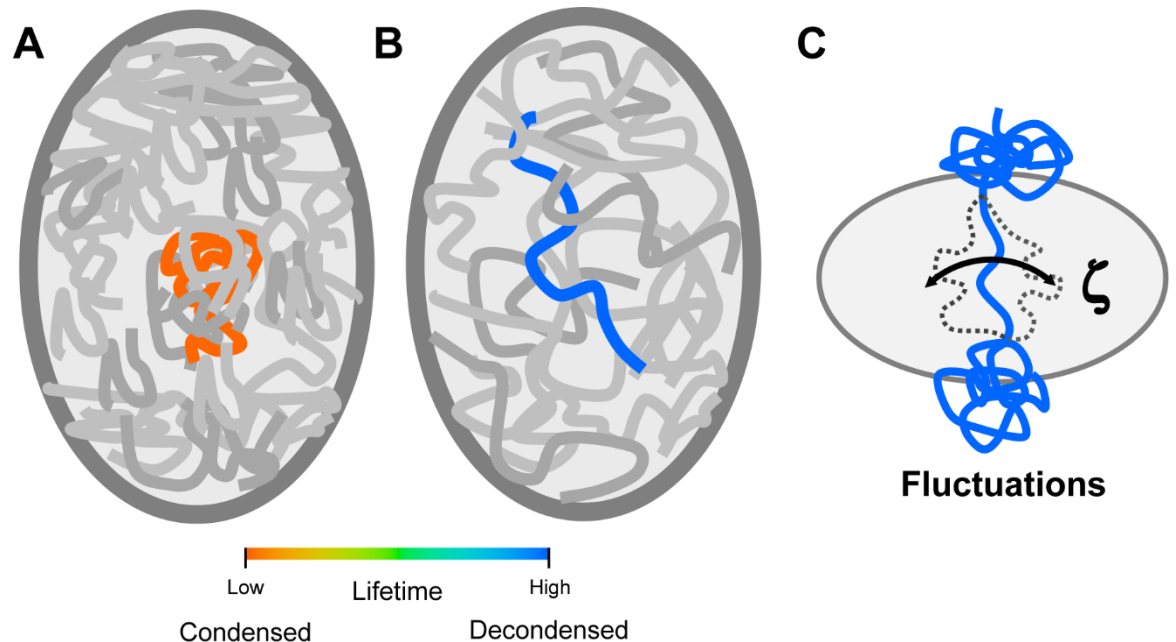 A
B
C
ζ
Fluctuations
Low
Lifetime
High
Condensed
Decondensed